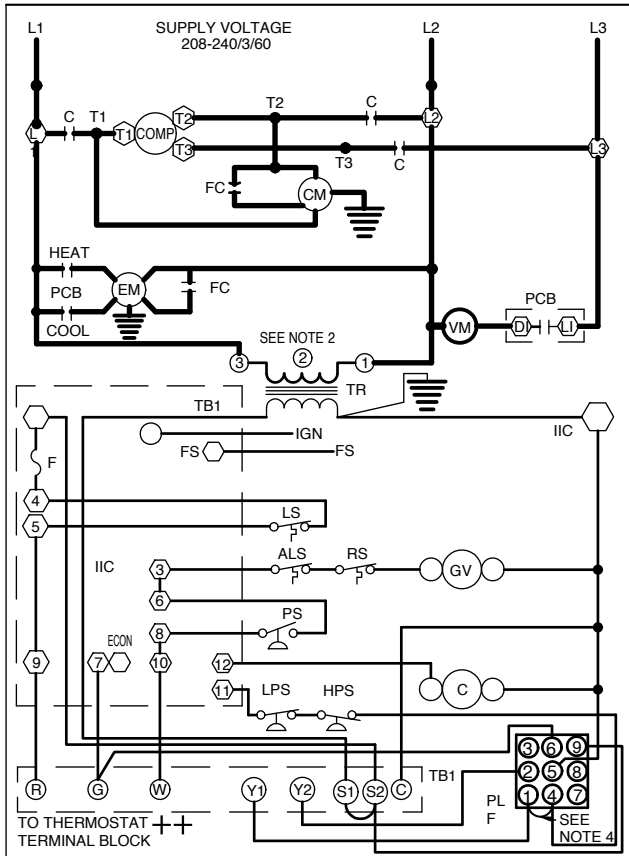 L1 SUPPLY VOLTAGE L2 L3
208-240/3/60
C T1 T2 C
L1 T1 COMP T2 L2
T3 T3 C L3
FC CM
HEAT
PCB EM FC PCB
COOL VM DI LI
SEE NOTE 2
3 2 1
TR
TB1 IIC
IGN
F FS FS
4
5 LS
IIC 3 ALS RS GV
6
ECON 8 PS
9 7 10 12 C
11 LPS HPS
3 6 9
R G W Y1 Y2 S1 S2 C TB1 2 5 8
PL 1 4 7
F
TO THERMOSTAT ++ SEE
TERMINAL BLOCK NOTE 4